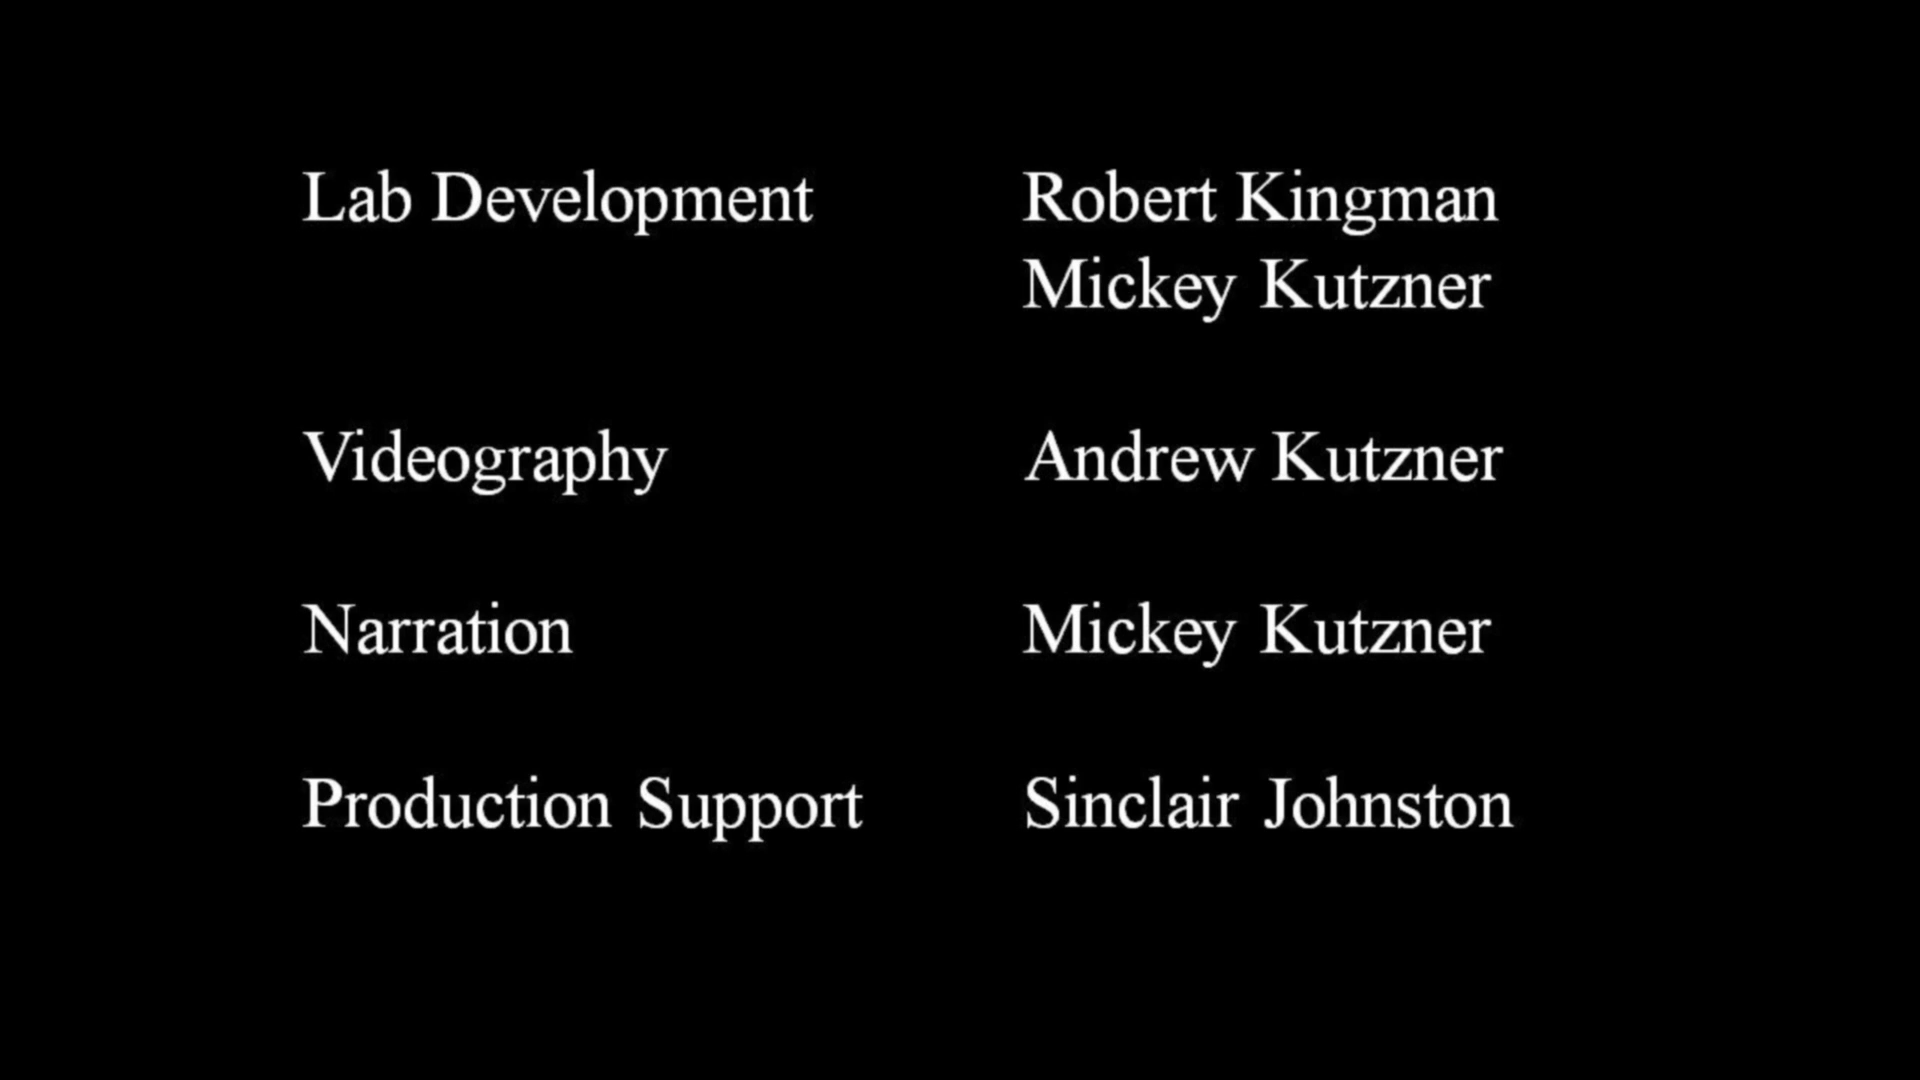 Lab Development Robert Kingman
Mickey Kutzner
Videography Andrew Kutzner
Narration Mickey Kutzner
Production Support Sinclair Johnston